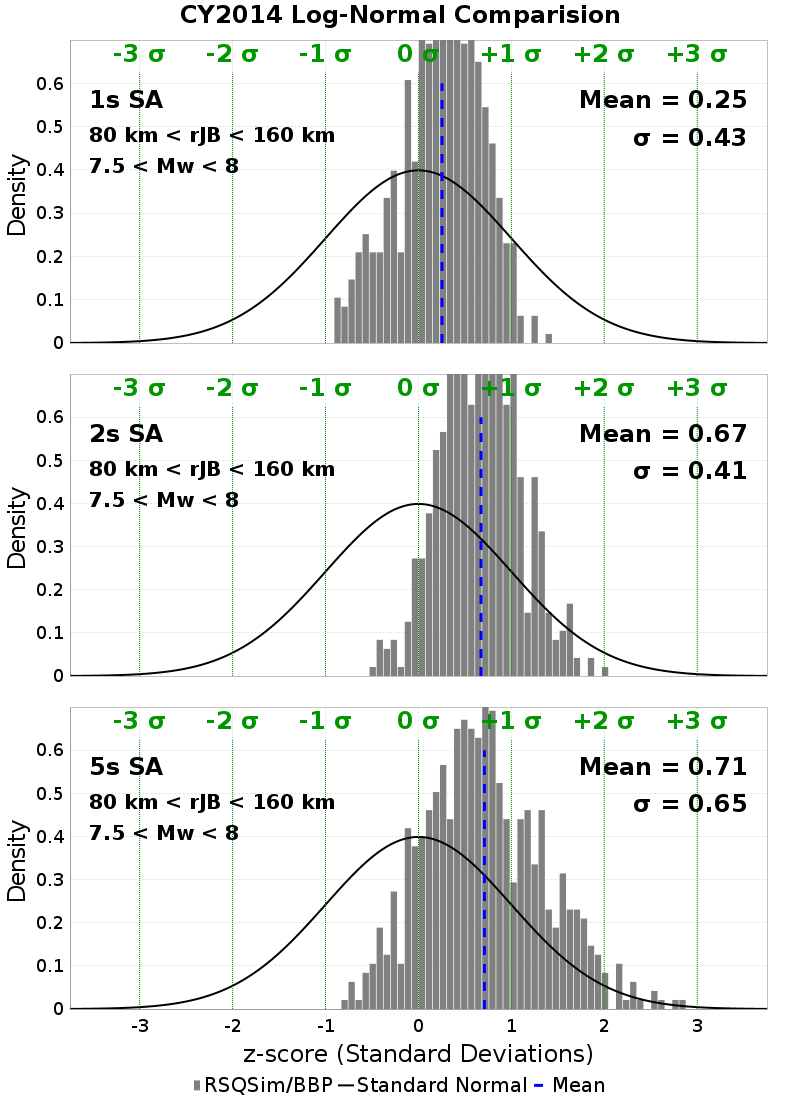 CY2014 Log-Normal Comparision
-3 σ -2 σ -1 σ 0 σ +1 σ +2 σ +3 σ
1s SA
80 km < rJB < 160 km
7.5 < Mw < 8
Mean = 0.25
σ = 0.43
Density
0.6
0.5
0.4
0.3
0.2
0.1
0
-3 σ -2 σ -1 σ 0 σ +1 σ +2 σ +3 σ
2s SA
80 km < rJB < 160 km
7.5 < Mw < 8
Mean = 0.67
σ = 0.41
Density
0.6
0.5
0.4
0.3
0.2
0.1
0
-3 σ -2 σ -1 σ 0 σ +1 σ +2 σ +3 σ
5s SA
80 km < rJB < 160 km
7.5 < Mw < 8
Mean = 0.71
σ = 0.65
Density
0.6
0.5
0.4
0.3
0.2
0.1
0
-3 -2 -1 0 1 2 3
z-score (Standard Deviations)
RSQSim/BBP Standard Normal Mean